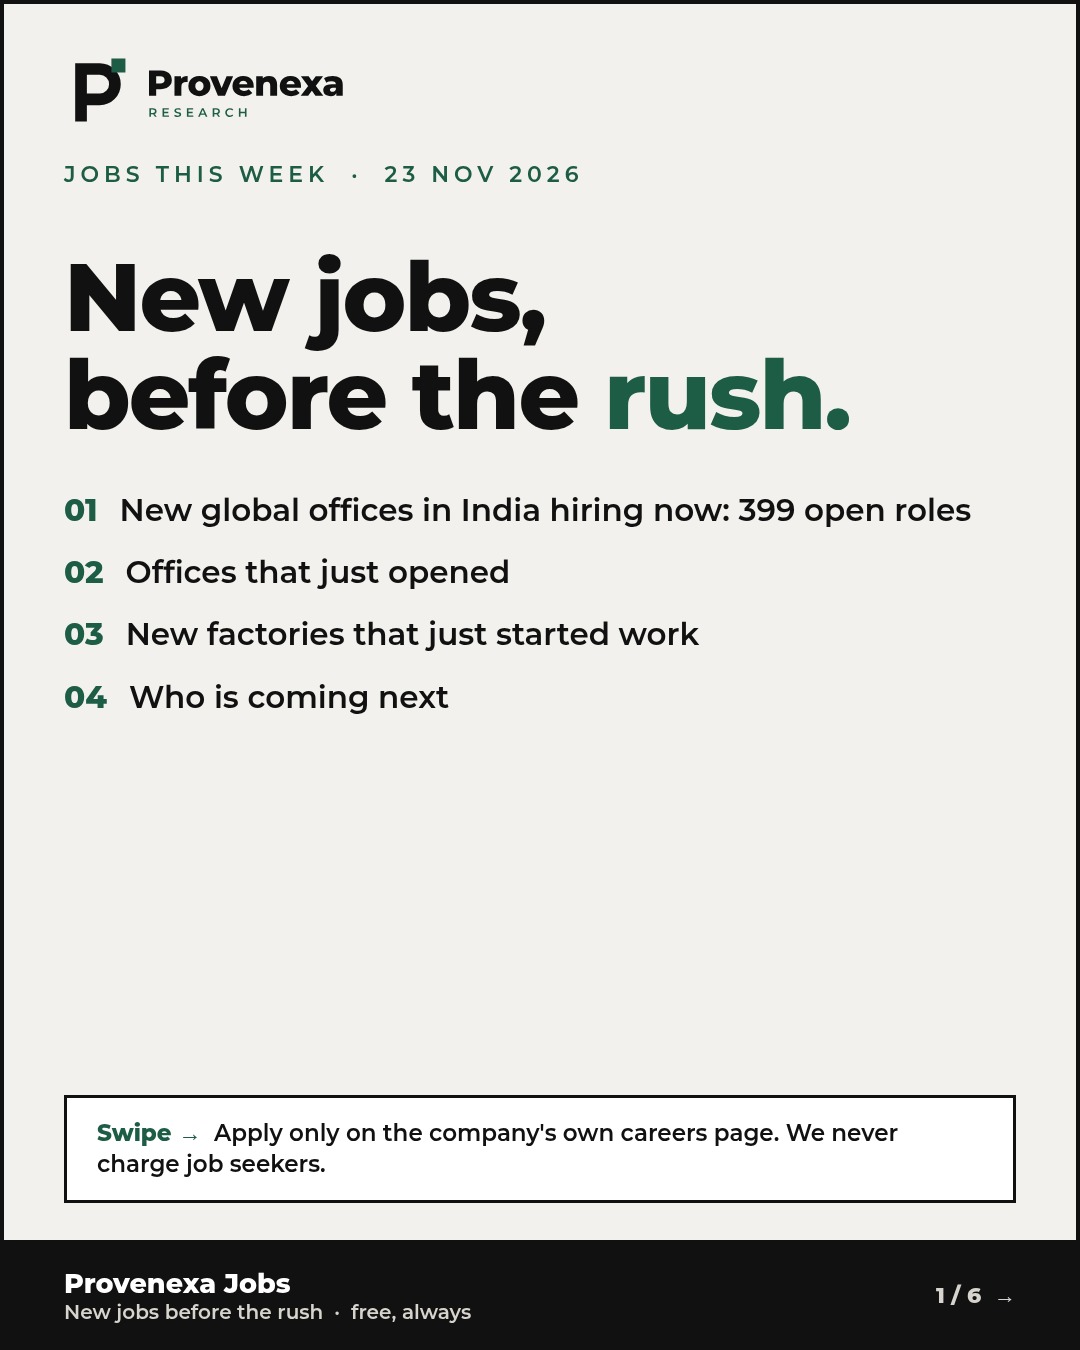 Provenexa
RESEARCH
JOBS THIS WEEK · 23 NOV 2026
New jobs,
before the rush.
01 New global offices in India hiring now: 399 open roles
02 Offices that just opened
03 New factories that just started work
04 Who is coming next
Swipe → Apply only on the company's own careers page. We never
charge job seekers.
Provenexa Jobs
New jobs before the rush · free, always
1 / 6 →